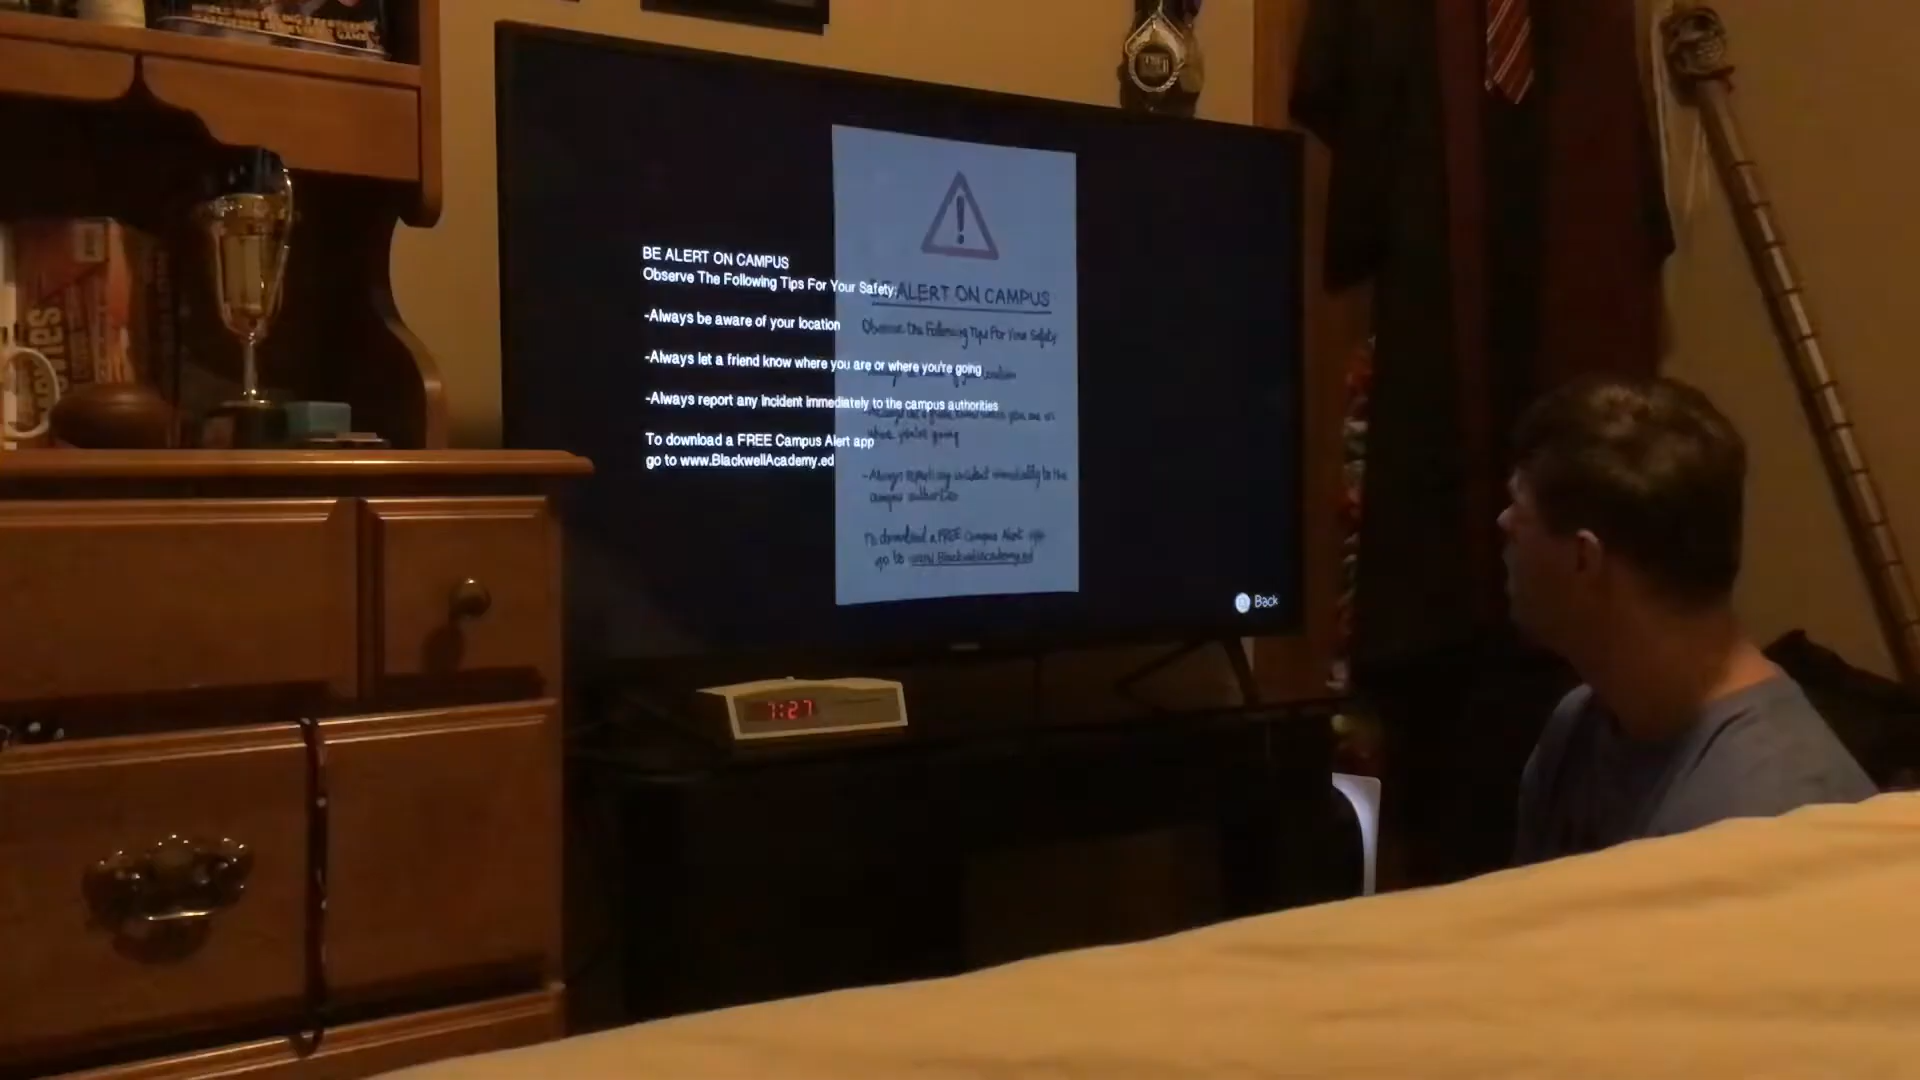 BE ALERT ON CAMPUS
Observe The Following Tips For Your Safety:
-Always be aware of your location
-Always let a friend know where you are or where you're going
-Always report any incident immediately to the campus authorities
To download a FREE Campus Alert app
go to www.BlackwellAcademy.ed
ALERT ON CAMPUS
Observe the Following Tips For Your Safety
where you're going
-Always report any incident immediately to the
campus authorities
To download a FREE Campus Alert app
go to www.BlackwellAcademy.ed
Back
7:27